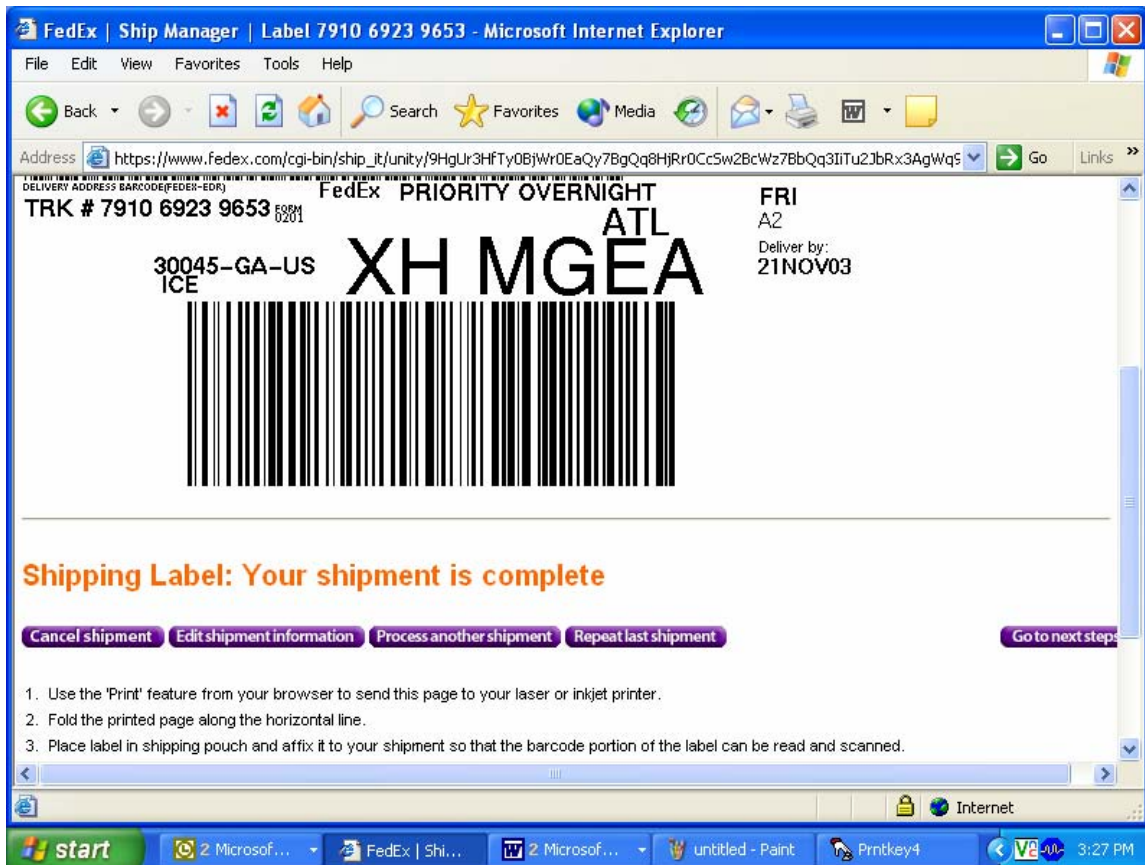 FedEx | Ship Manager | Label 7910 6923 9653 - Microsoft Internet Explorer
File Edit View Favorites Tools Help
Back Search Favorites Media
Address https://www.fedex.com/cgi-bin/ship_it/unity/9HgUr3HfTy0BjWr0EaQy7BgQq8HjRr0CcSw2BcWz7BbQq3IiTu2JbRx3AgWq9 Go Links »
DELIVERY ADDRESS BARCODE(FEDEX-EDR)
FedEx PRIORITY OVERNIGHT
FRI
TRK # 7910 6923 9653 FORM 0201
ATL
A2
Deliver by:
21NOV03
30045-GA-US
XH MGEA
ICE
Shipping Label: Your shipment is complete
Cancel shipment Edit shipment information Process another shipment Repeat last shipment Go to next steps
1. Use the 'Print' feature from your browser to send this page to your laser or inkjet printer.
2. Fold the printed page along the horizontal line.
3. Place label in shipping pouch and affix it to your shipment so that the barcode portion of the label can be read and scanned.
Internet
start 2 Microsof... FedEx | Shi... 2 Microsof... untitled - Paint Prntkey4 3:27 PM